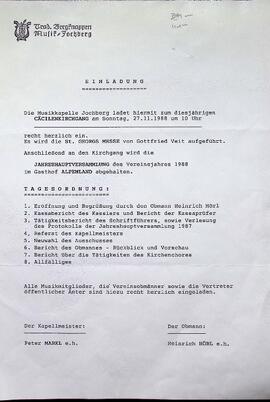 Trad. Bergknappen
Musik Jochberg
EINLADUNG
Die Musikkapelle Jochberg ladet hiermit zum diesjährigen
CÄCILIENKIRCHGANG am Sonntag, 27.11.1988 um 10 Uhr
recht herzlich ein.
Es wird die St. GEORGS MESSE von Gottfried Veit aufgeführt.
Anschließend an den Kirchgang wird die
JAHRESHAUPTVERSAMMLUNG des Vereinsjahres 1988
im Gasthof ALPENLAND abgehalten.
TAGESORDNUNG:
1. Eröffnung und Begrüßung durch den Obmann Heinrich Hörl
2. Kassabericht des Kassiers und Bericht der Kassaprüfer
3. Tätigkeitsbericht des Schriftführers, sowie Verlesung
des Protokolls der Jahreshauptversammlung 1987
4. Referat des Kapellmeisters
5. Neuwahl des Ausschusses
6. Bericht des Obmannes - Rückblick und Vorschau
7. Bericht über die Tätigkeiten des Kirchenchores
8. Allfälliges
Alle Musikmitglieder, die Vereinsobmänner sowie die Vertreter
öffentlicher Ämter sind hiezu recht herzlich eingeladen.
Der Kapellmeister: Der Obmann:
Peter MARKL e.h. Heinrich HÖRL e.h.